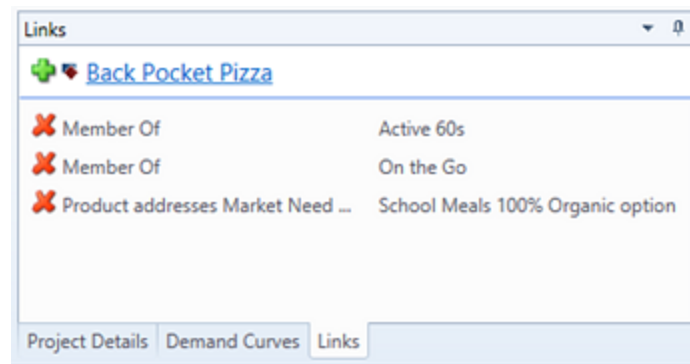 Links
Back Pocket Pizza
Member Of Active 60s
Member Of On the Go
Product addresses Market Need ... School Meals 100% Organic option
Project Details Demand Curves Links